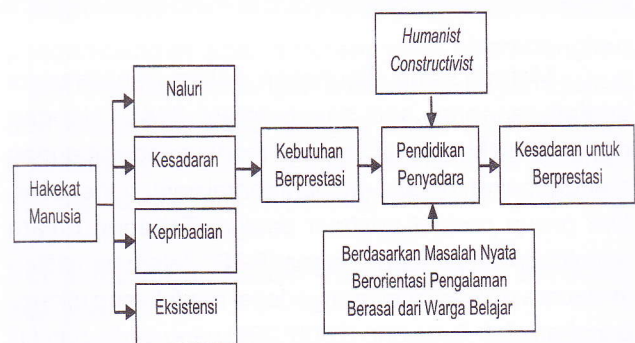 Humanist
Constructivist
Naluri
Kesadaran
Kebutuhan
Berprestasi
Pendidikan
Penyadara
Kesadaran untuk
Berprestasi
Hakekat
Manusia
Kepribadian
Eksistensi
Berdasarkan Masalah Nyata
Berorientasi Pengalaman
Berasal dari Warga Belajar